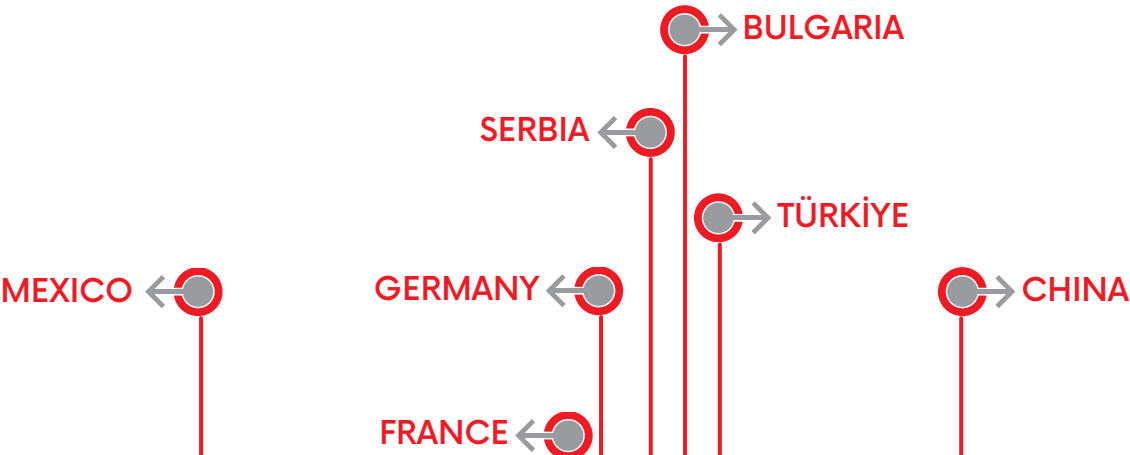 BULGARIA
SERBIA
TÜRKİYE
MEXICO
GERMANY
CHINA
FRANCE